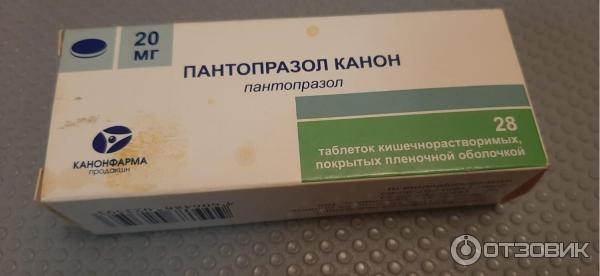 20
МГ
ПАНТОПРАЗОЛ КАНОН
пантопразол
28
таблеток кишечнорастворимых,
покрытых пленочной оболочкой
КАНОНФАРМА
продакшн
ОТЗОВИК